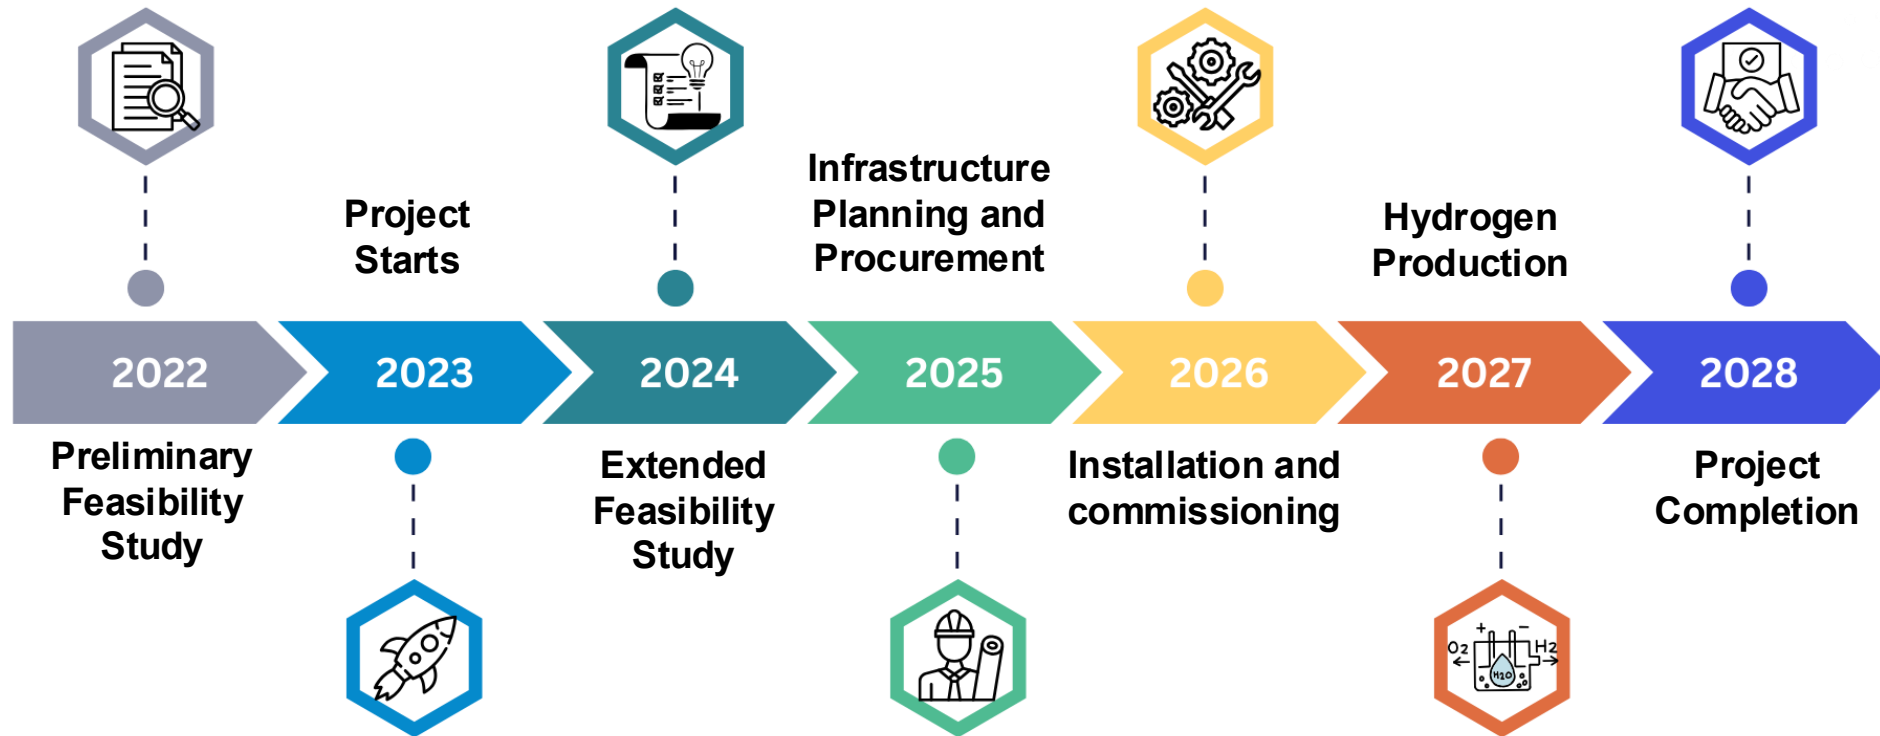 Project
Starts
Infrastructure
Planning and
Procurement
Hydrogen
Production
2022
2023
2024
2025
2026
2027
2028
Preliminary
Feasibility
Study
Extended
Feasibility
Study
Installation and
commissioning
Project
Completion
+ −
O2
H2
H2O